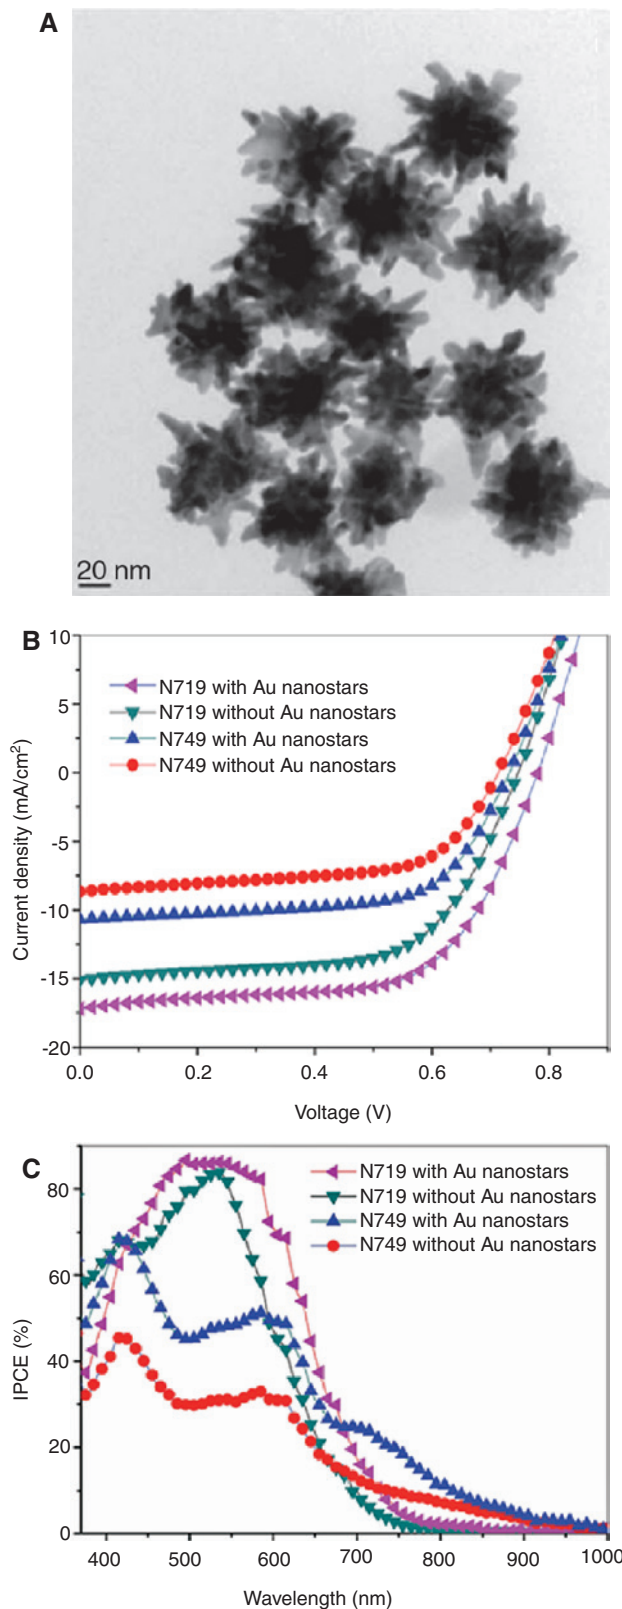 A
20 nm
B
10
5
0
-5
-10
-15
-20
Current density (mA/cm²)
N719 with Au nanostars
N719 without Au nanostars
N749 with Au nanostars
N749 without Au nanostars
0.0 0.2 0.4 0.6 0.8
Voltage (V)
C
80
60
40
20
0
IPCE (%)
N719 with Au nanostars
N719 without Au nanostars
N749 with Au nanostars
N749 without Au nanostars
400 500 600 700 800 900 1000
Wavelength (nm)